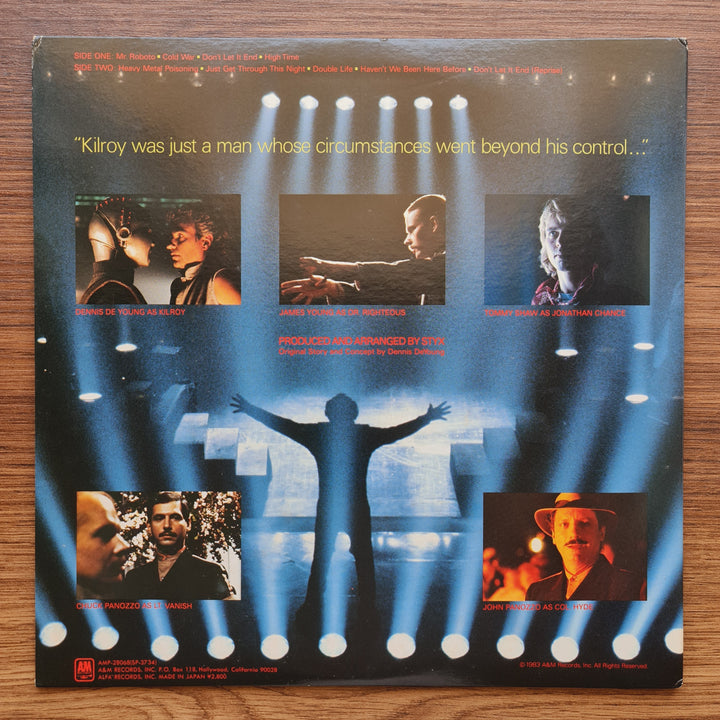 SIDE ONE: Mr. Roboto • Cold War • Don't Let It End • High Time
SIDE TWO: Heavy Metal Poisoning • Just Get Through This Night • Double Life • Haven't We Been Here Before • Don't Let It End (Reprise)
"Kilroy was just a man whose circumstances went beyond his control..."
DENNIS DE YOUNG AS KILROY
JAMES YOUNG AS DR. RIGHTEOUS
TOMMY SHAW AS JONATHAN CHANCE
PRODUCED AND ARRANGED BY STYX
Original Story and Concept by Dennis DeYoung
CHUCK PANOZZO AS LT. VANISH
JOHN PANOZZO AS COL. HYDE
A&M RECORDS
AMP-28068(SP-3734)
A&M RECORDS, INC. P.O. Box 118, Hollywood, California 90028
ALFA RECORDS, INC. MADE IN JAPAN ¥2,800
© 1983 A&M Records, Inc. All Rights Reserved.